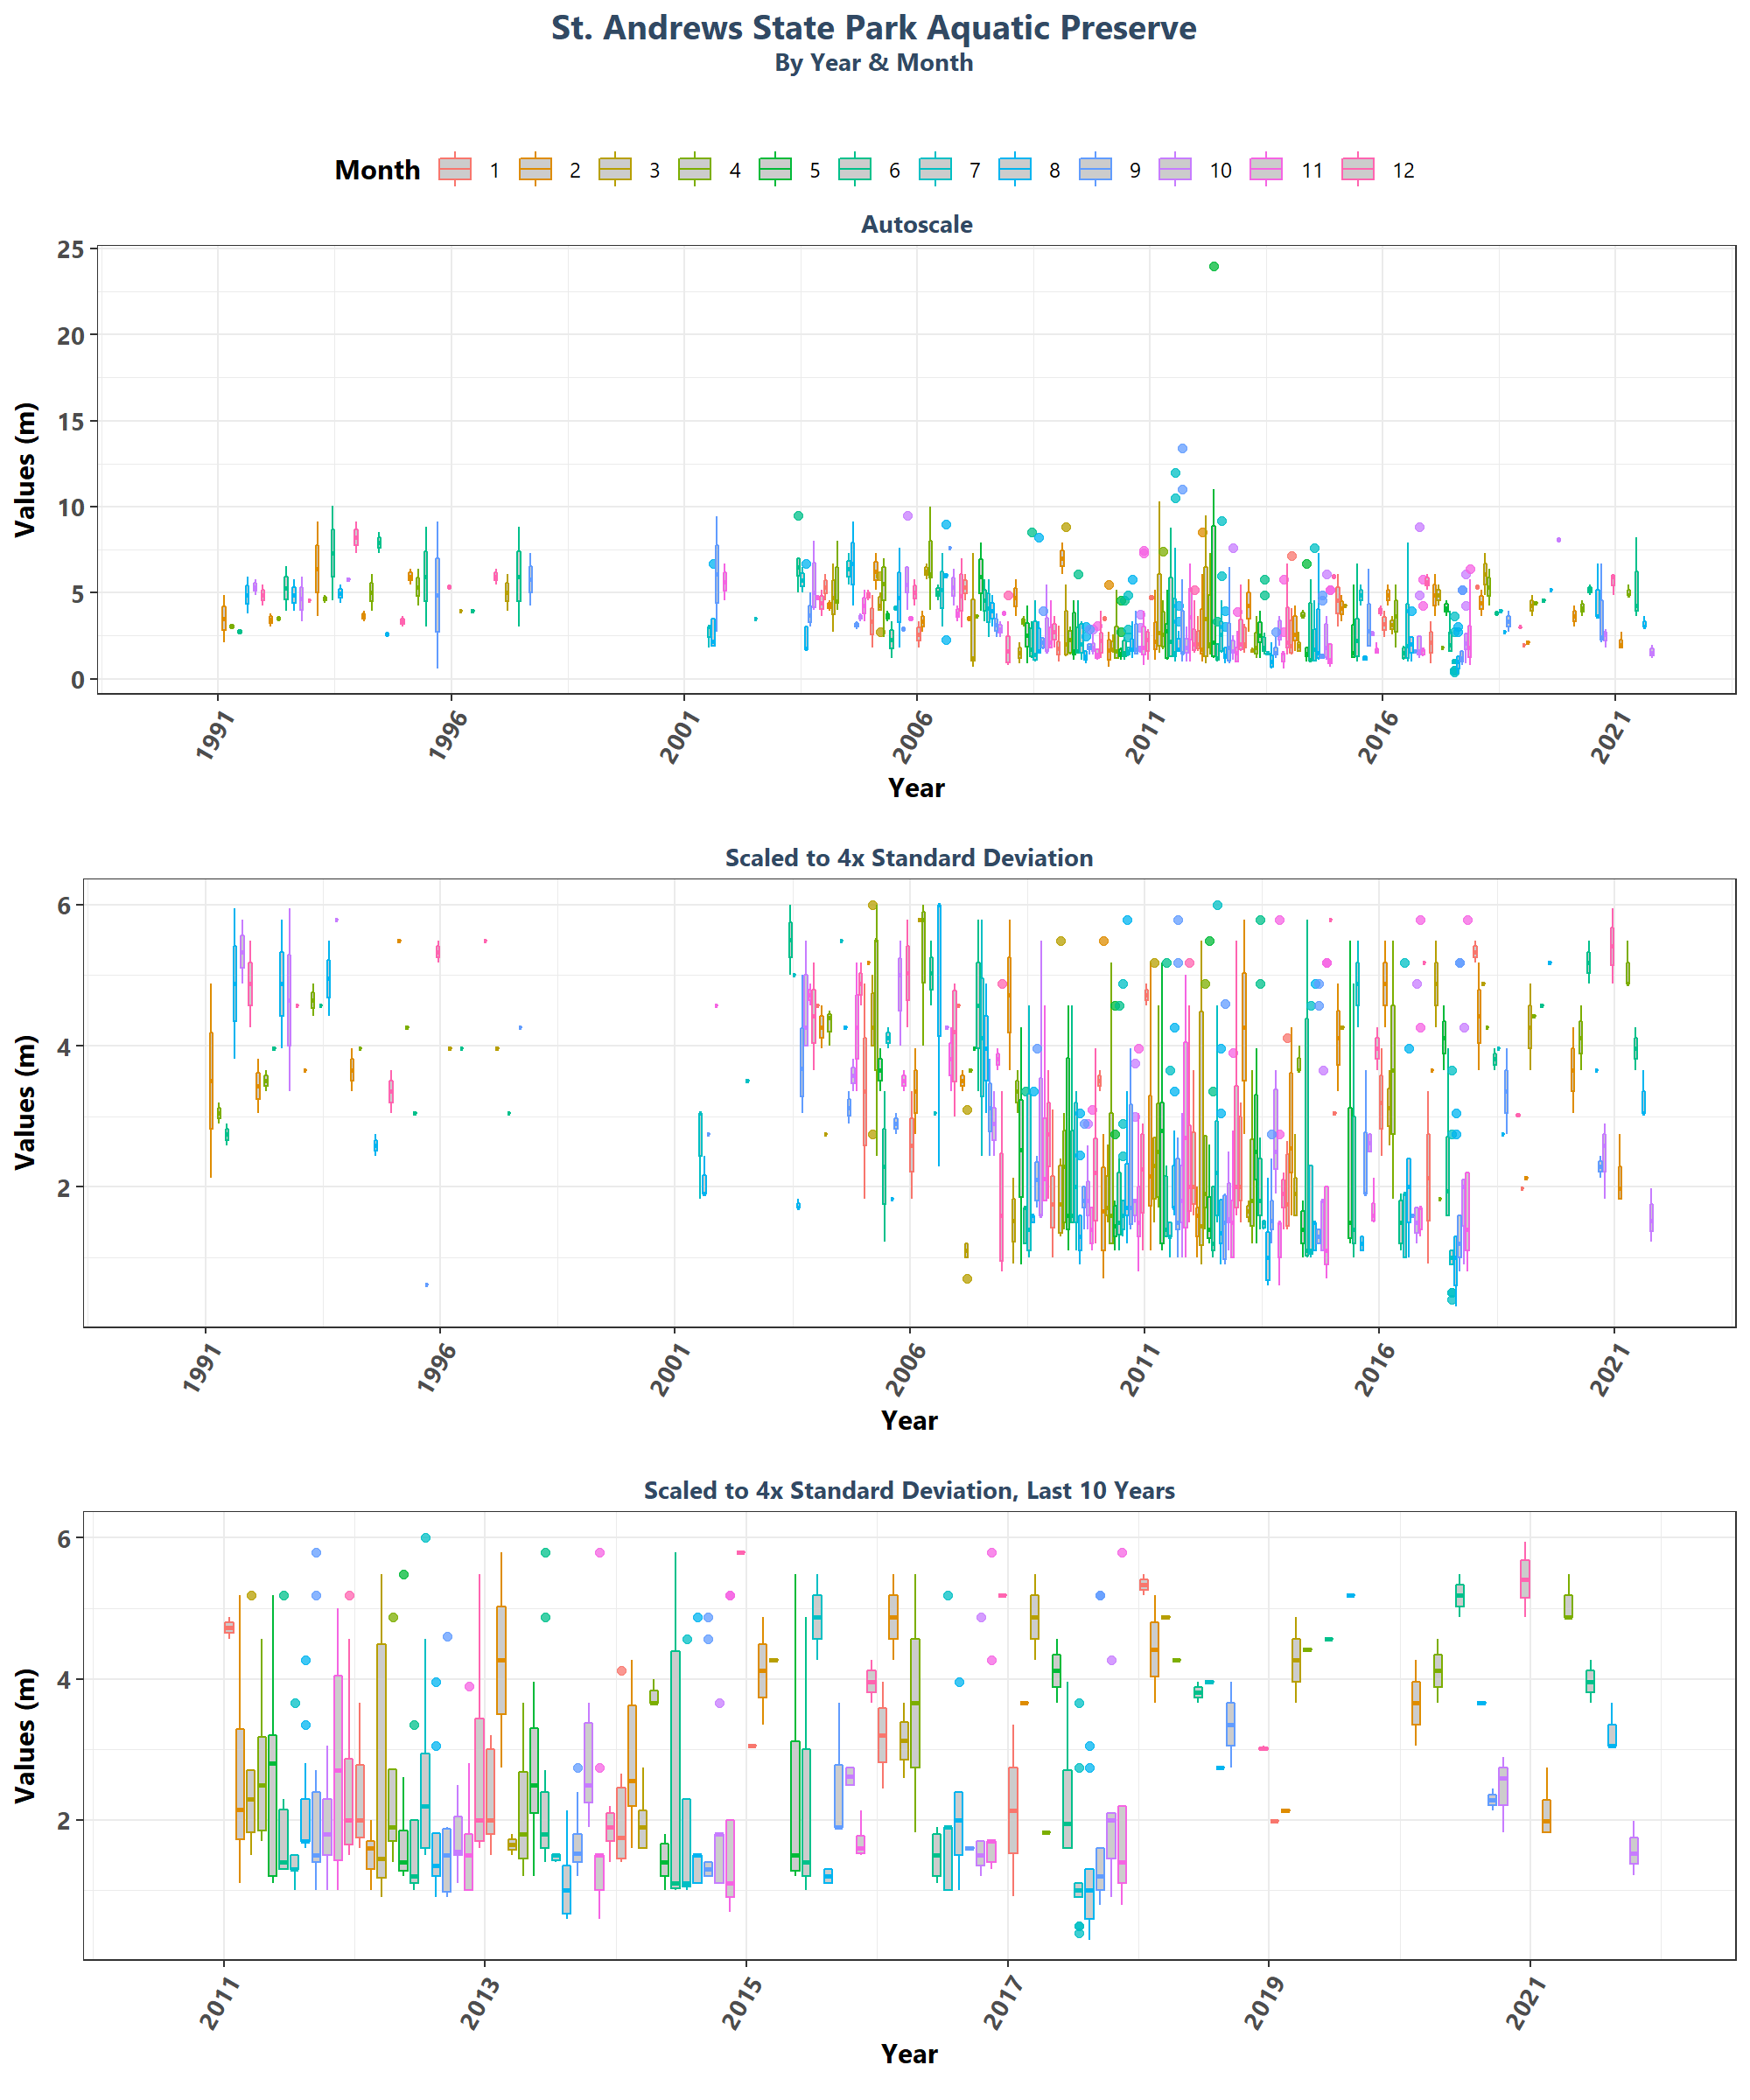 St. Andrews State Park Aquatic Preserve
By Year & Month
Month 1 2 3 4 5 6 7 8 9 10 11 12
Autoscale
25
20
15
10
5
0
Values (m)
1991 1996 2001 2006 2011 2016 2021
Year
Scaled to 4x Standard Deviation
6
4
2
Values (m)
1991 1996 2001 2006 2011 2016 2021
Year
Scaled to 4x Standard Deviation, Last 10 Years
6
4
2
Values (m)
2011 2013 2015 2017 2019 2021
Year